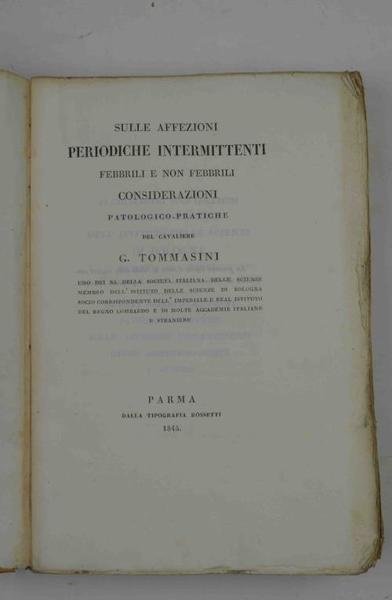 SULLE AFFEZIONI
PERIODICHE INTERMITTENTI
FEBBRILI E NON FEBBRILI
CONSIDERAZIONI
PATOLOGICO-PRATICHE
DEL CAVALIERE
G. TOMMASINI
UNO DEI XL. DELLA SOCIETÀ ITALIANA DELLE SCIENZE
MEMBRO DELL' ISTITUTO DELLE SCIENZE DI BOLOGNA
SOCIO CORRISPONDENTE DELL' IMPERIALE E REAL ISTITUTO
DEL REGNO LOMBARDO E DI MOLTE ACCADEMIE ITALIANE
E STRANIERE
PARMA
DALLA TIPOGRAFIA ROSSETTI
1845.